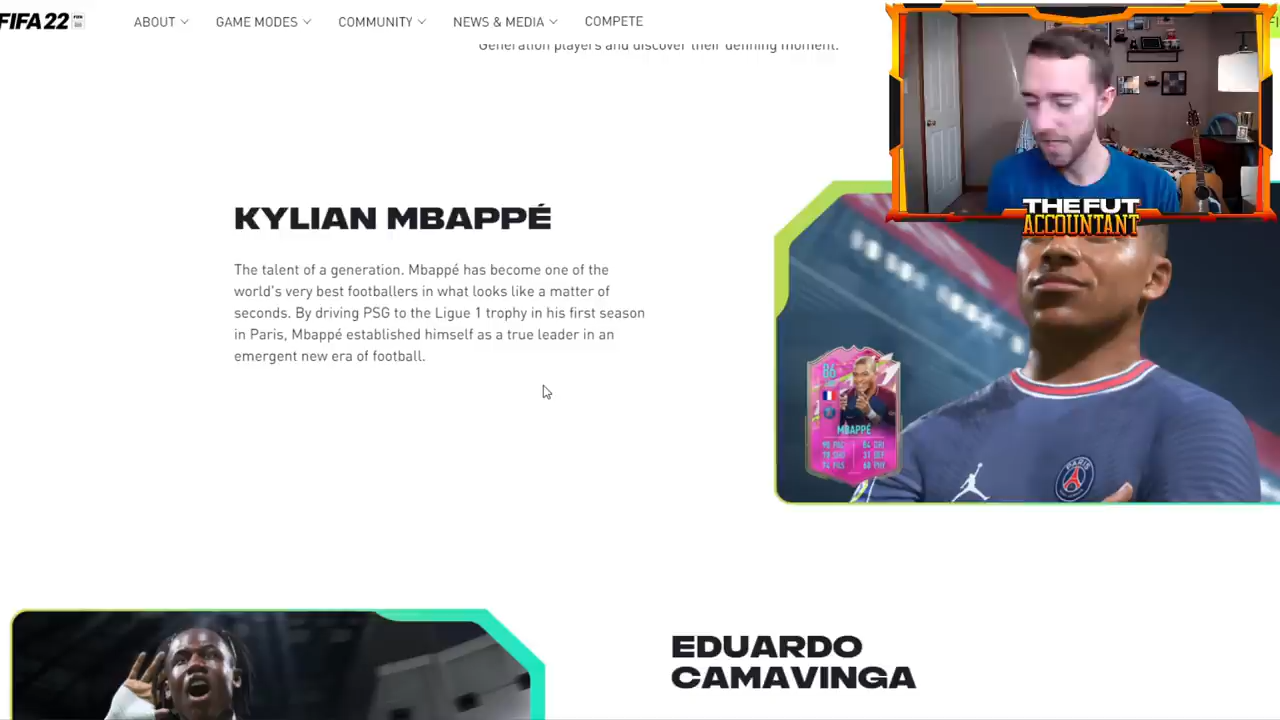 FIFA 22
ABOUT
GAME MODES
COMMUNITY
NEWS & MEDIA
COMPETE
Generation players and discover their defining moment.
THE FUT
ACCOUNTANT
KYLIAN MBAPPÉ
The talent of a generation. Mbappé has become one of the
world's very best footballers in what looks like a matter of
seconds. By driving PSG to the Ligue 1 trophy in his first season
in Paris, Mbappé established himself as a true leader in an
emergent new era of football.
86
MBAPPÉ
PARIS
EDUARDO
CAMAVINGA